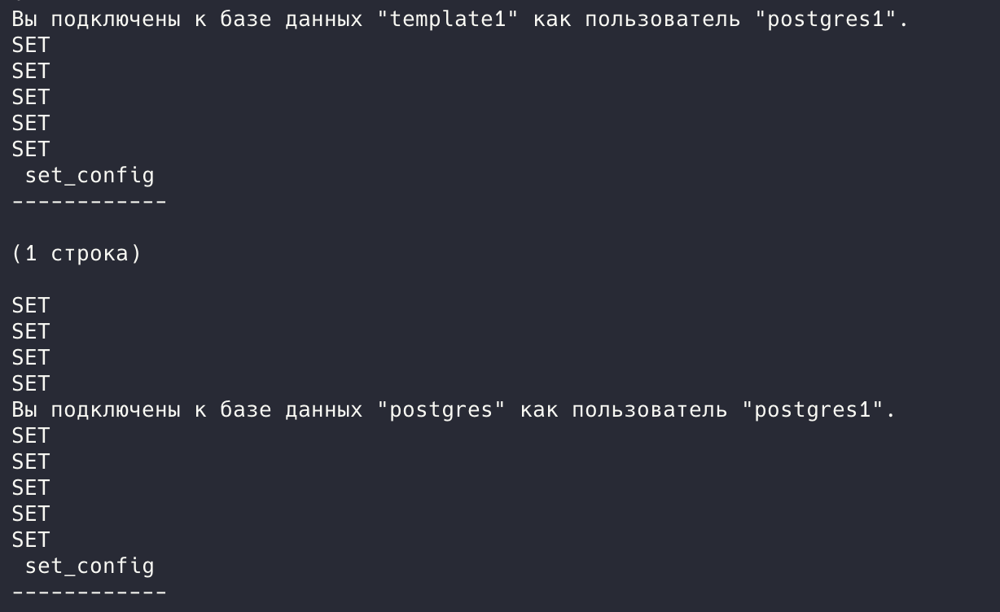 Вы подключены к базе данных "template1" как пользователь "postgres1".
SET
SET
SET
SET
SET
 set_config
------------
(1 строка)
SET
SET
SET
SET
Вы подключены к базе данных "postgres" как пользователь "postgres1".
SET
SET
SET
SET
SET
 set_config
------------